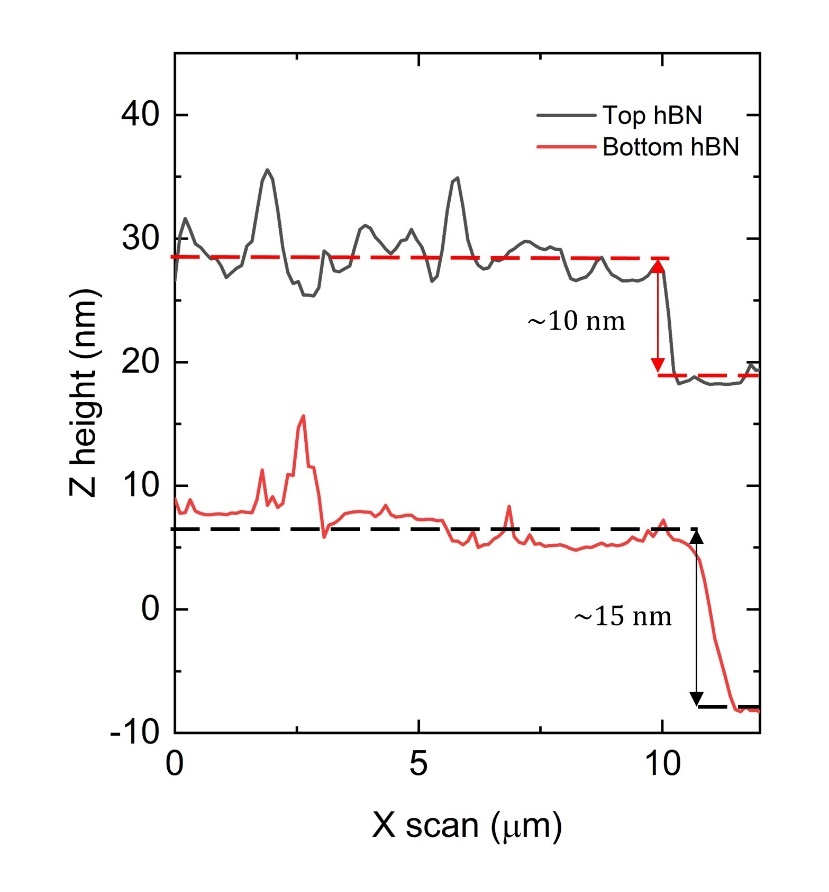 Top hBN
Bottom hBN
40
30
20
10
0
-10
Z height (nm)
~10 nm
~15 nm
0
5
10
X scan (μm)